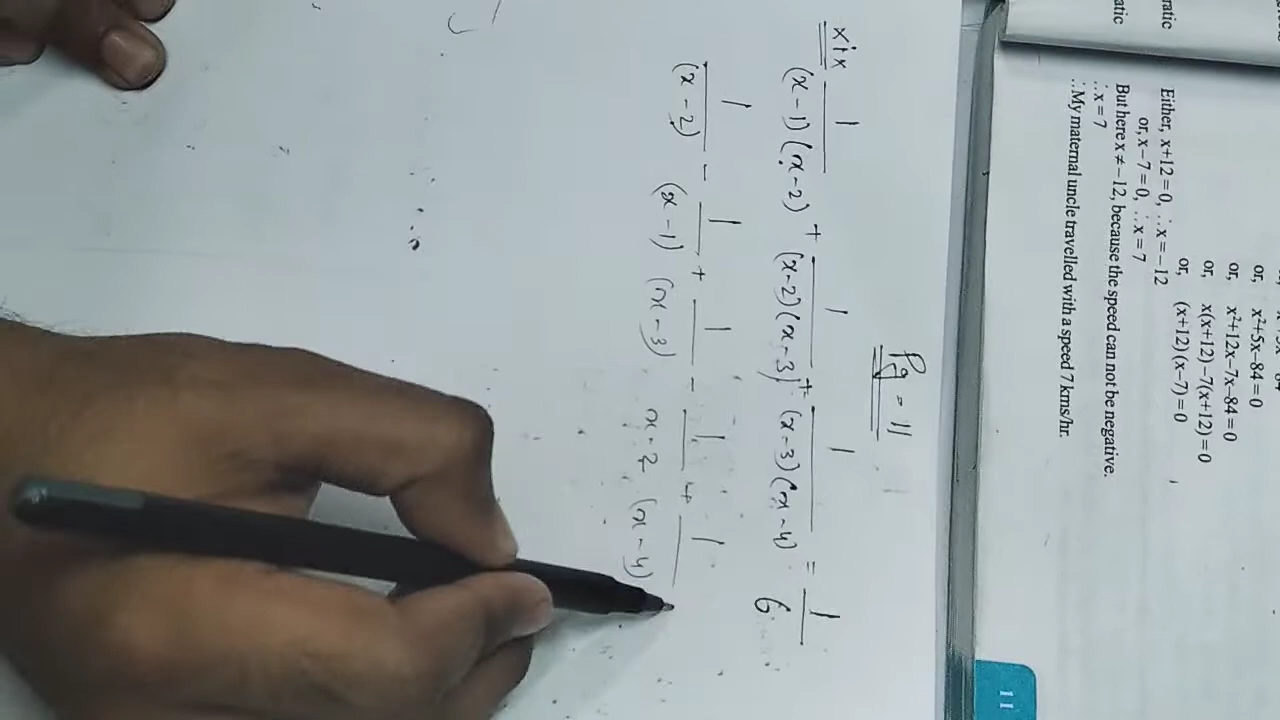 ratic
atic
or, x²+5x–84=0
or, x²+12x–7x–84=0
or, x(x+12)–7(x+12)=0
or, (x+12)(x–7)=0
Either, x+12=0, ∴x=–12
or, x–7=0, ∴x=7
But here x ≠ –12, because the speed can not be negative.
∴x=7
∴My maternal uncle travelled with a speed 7 kms/hr.
11
Pg - 11
xix 1/(x-1)(x-2) + 1/(x-2)(x-3) + 1/(x-3)(x-4) = 1/6
1/(x-2) - 1/(x-1) + 1/(x-3) - 1/x-2 + 1/(x-4)